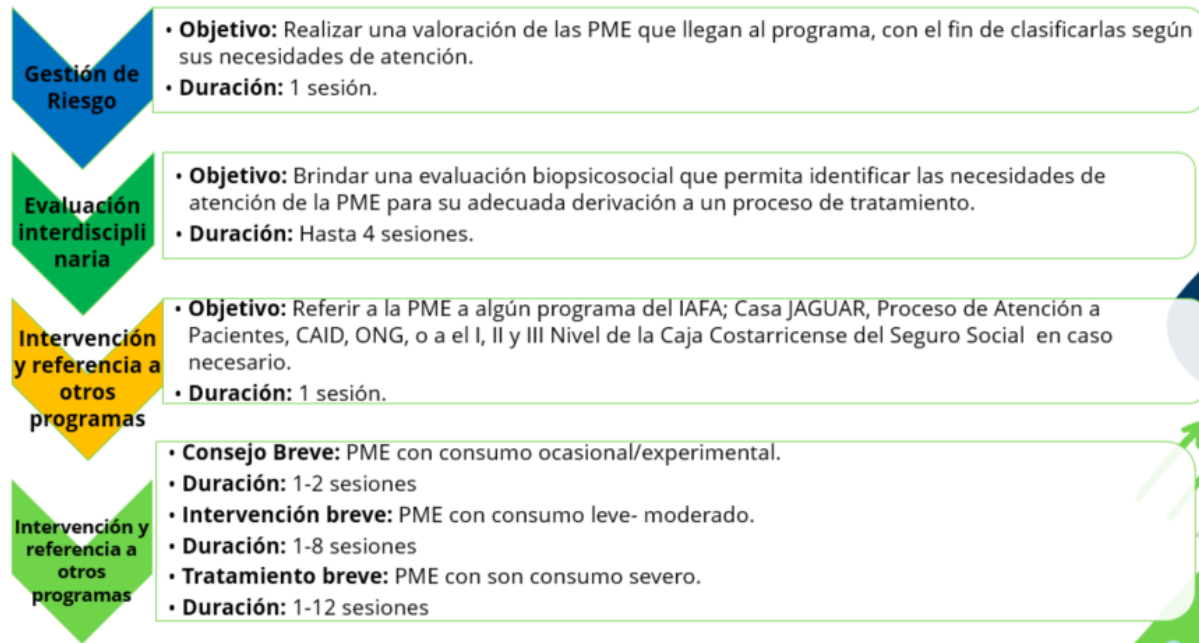 Gestión de
Riesgo
• Objetivo: Realizar una valoración de las PME que llegan al programa, con el fin de clasificarlas según
sus necesidades de atención.
• Duración: 1 sesión.
Evaluación
interdiscipli
naria
• Objetivo: Brindar una evaluación biopsicosocial que permita identificar las necesidades de
atención de la PME para su adecuada derivación a un proceso de tratamiento.
• Duración: Hasta 4 sesiones.
Intervención
y referencia a
otros
programas
• Objetivo: Referir a la PME a algún programa del IAFA; Casa JAGUAR, Proceso de Atención a
Pacientes, CAID, ONG, o a el I, II y III Nivel de la Caja Costarricense del Seguro Social en caso
necesario.
• Duración: 1 sesión.
Intervención y
referencia a
otros
programas
• Consejo Breve: PME con consumo ocasional/experimental.
• Duración: 1-2 sesiones
• Intervención breve: PME con consumo leve- moderado.
• Duración: 1-8 sesiones
• Tratamiento breve: PME con son consumo severo.
• Duración: 1-12 sesiones